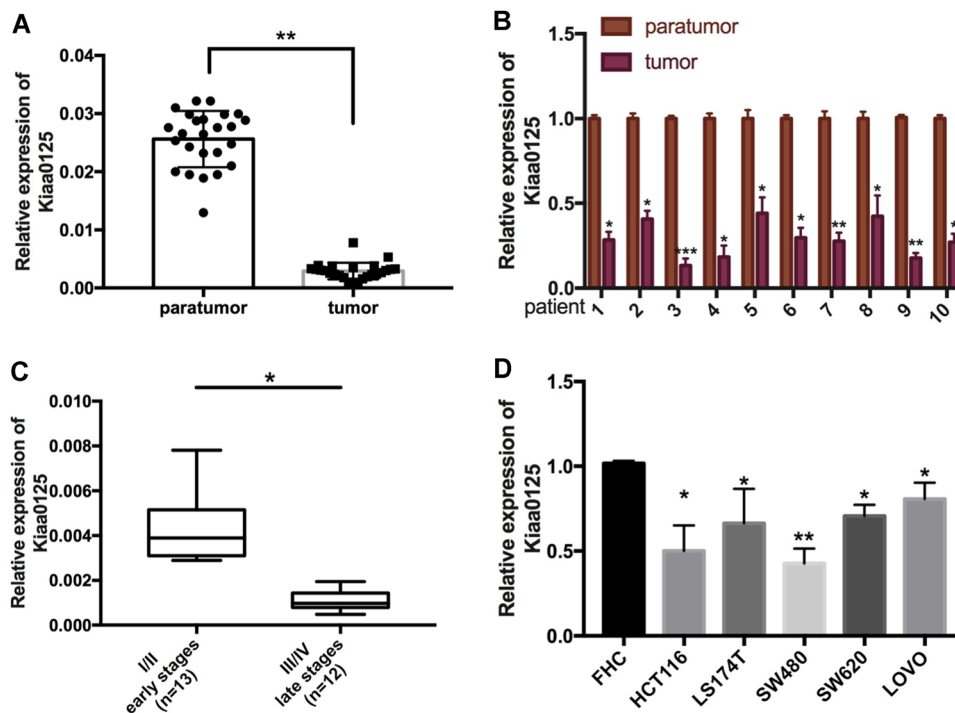 A
Relative expression of
Kiaa0125
0.04
0.03
0.02
0.01
0.00
**
paratumor
tumor
B
Relative expression of
Kiaa0125
1.5
1.0
0.5
0.0
paratumor
tumor
*
*
***
*
*
*
**
*
**
*
patient
1
2
3
4
5
6
7
8
9
10
C
Relative expression of
Kiaa0125
0.010
0.008
0.006
0.004
0.002
0.000
*
I/II
early stages
(n=13)
III/IV
late stages
(n=12)
D
Relative expression of
Kiaa0125
1.5
1.0
0.5
0.0
*
*
**
*
*
FHC
HCT116
LS174T
SW480
SW620
LOVO